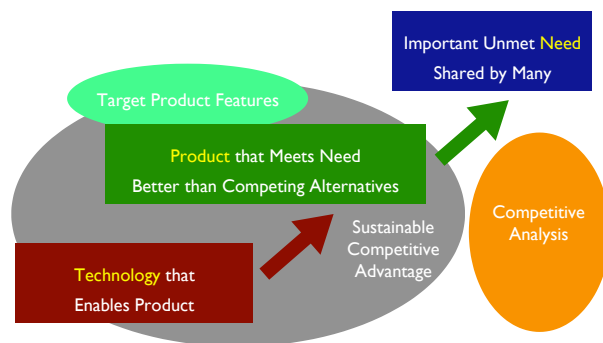 Important Unmet Need
Shared by Many
Target Product Features
Product that Meets Need
Better than Competing Alternatives
Sustainable
Competitive
Advantage
Competitive
Analysis
Technology that
Enables Product